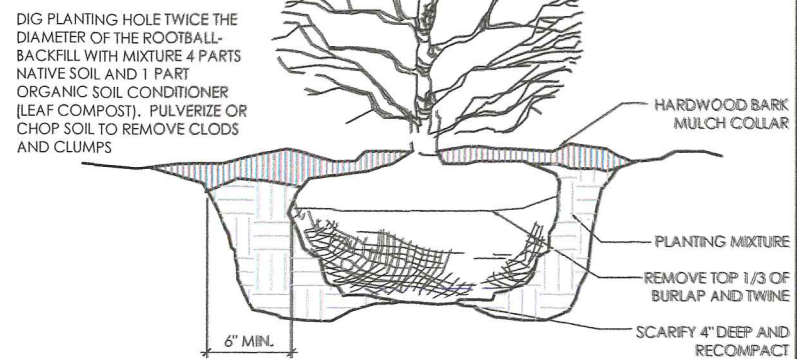 DIG PLANTING HOLE TWICE THE
DIAMETER OF THE ROOTBALL-
BACKFILL WITH MIXTURE 4 PARTS
NATIVE SOIL AND 1 PART
ORGANIC SOIL CONDITIONER
(LEAF COMPOST). PULVERIZE OR
CHOP SOIL TO REMOVE CLODS
AND CLUMPS
HARDWOOD BARK
MULCH COLLAR
PLANTING MIXTURE
REMOVE TOP 1/3 OF
BURLAP AND TWINE
SCARIFY 4" DEEP AND
RECOMPACT
6" MIN.